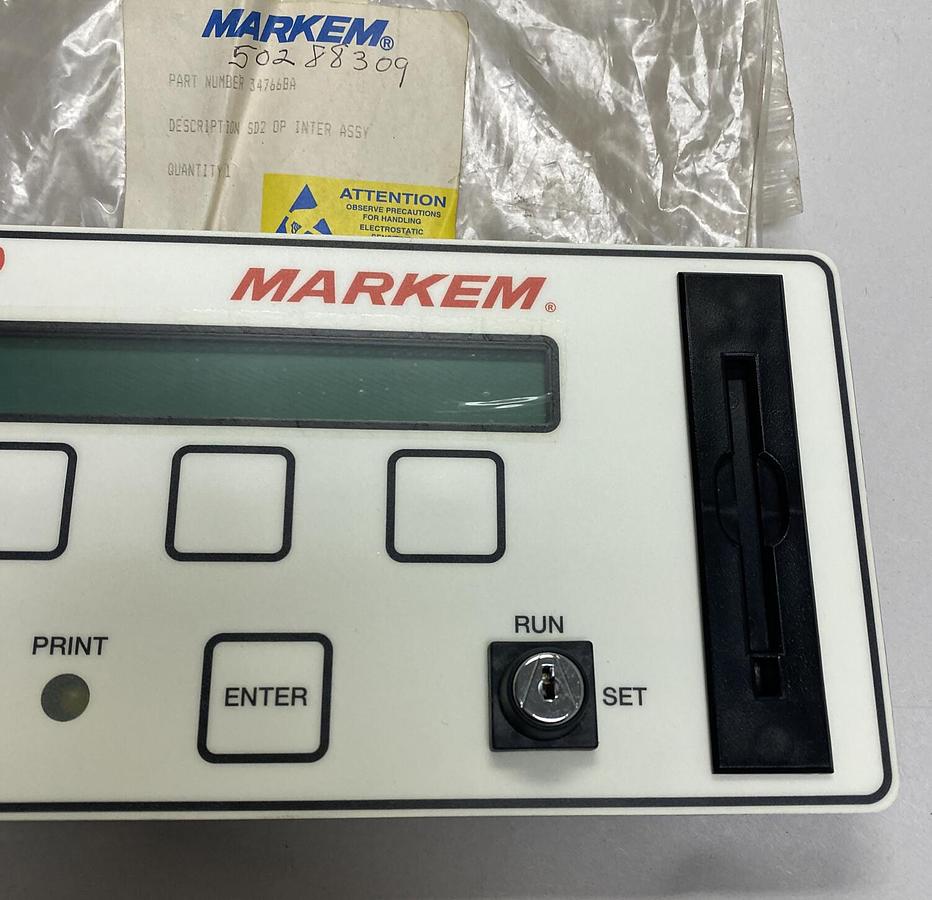 MARKEM®
50288309
PART NUMBER 34766BA
DESCRIPTION SD2 OP INTER ASSY
QUANTITY 1
ATTENTION
OBSERVE PRECAUTIONS
FOR HANDLING
ELECTROSTATIC
MARKEM®
PRINT
ENTER
RUN
SET